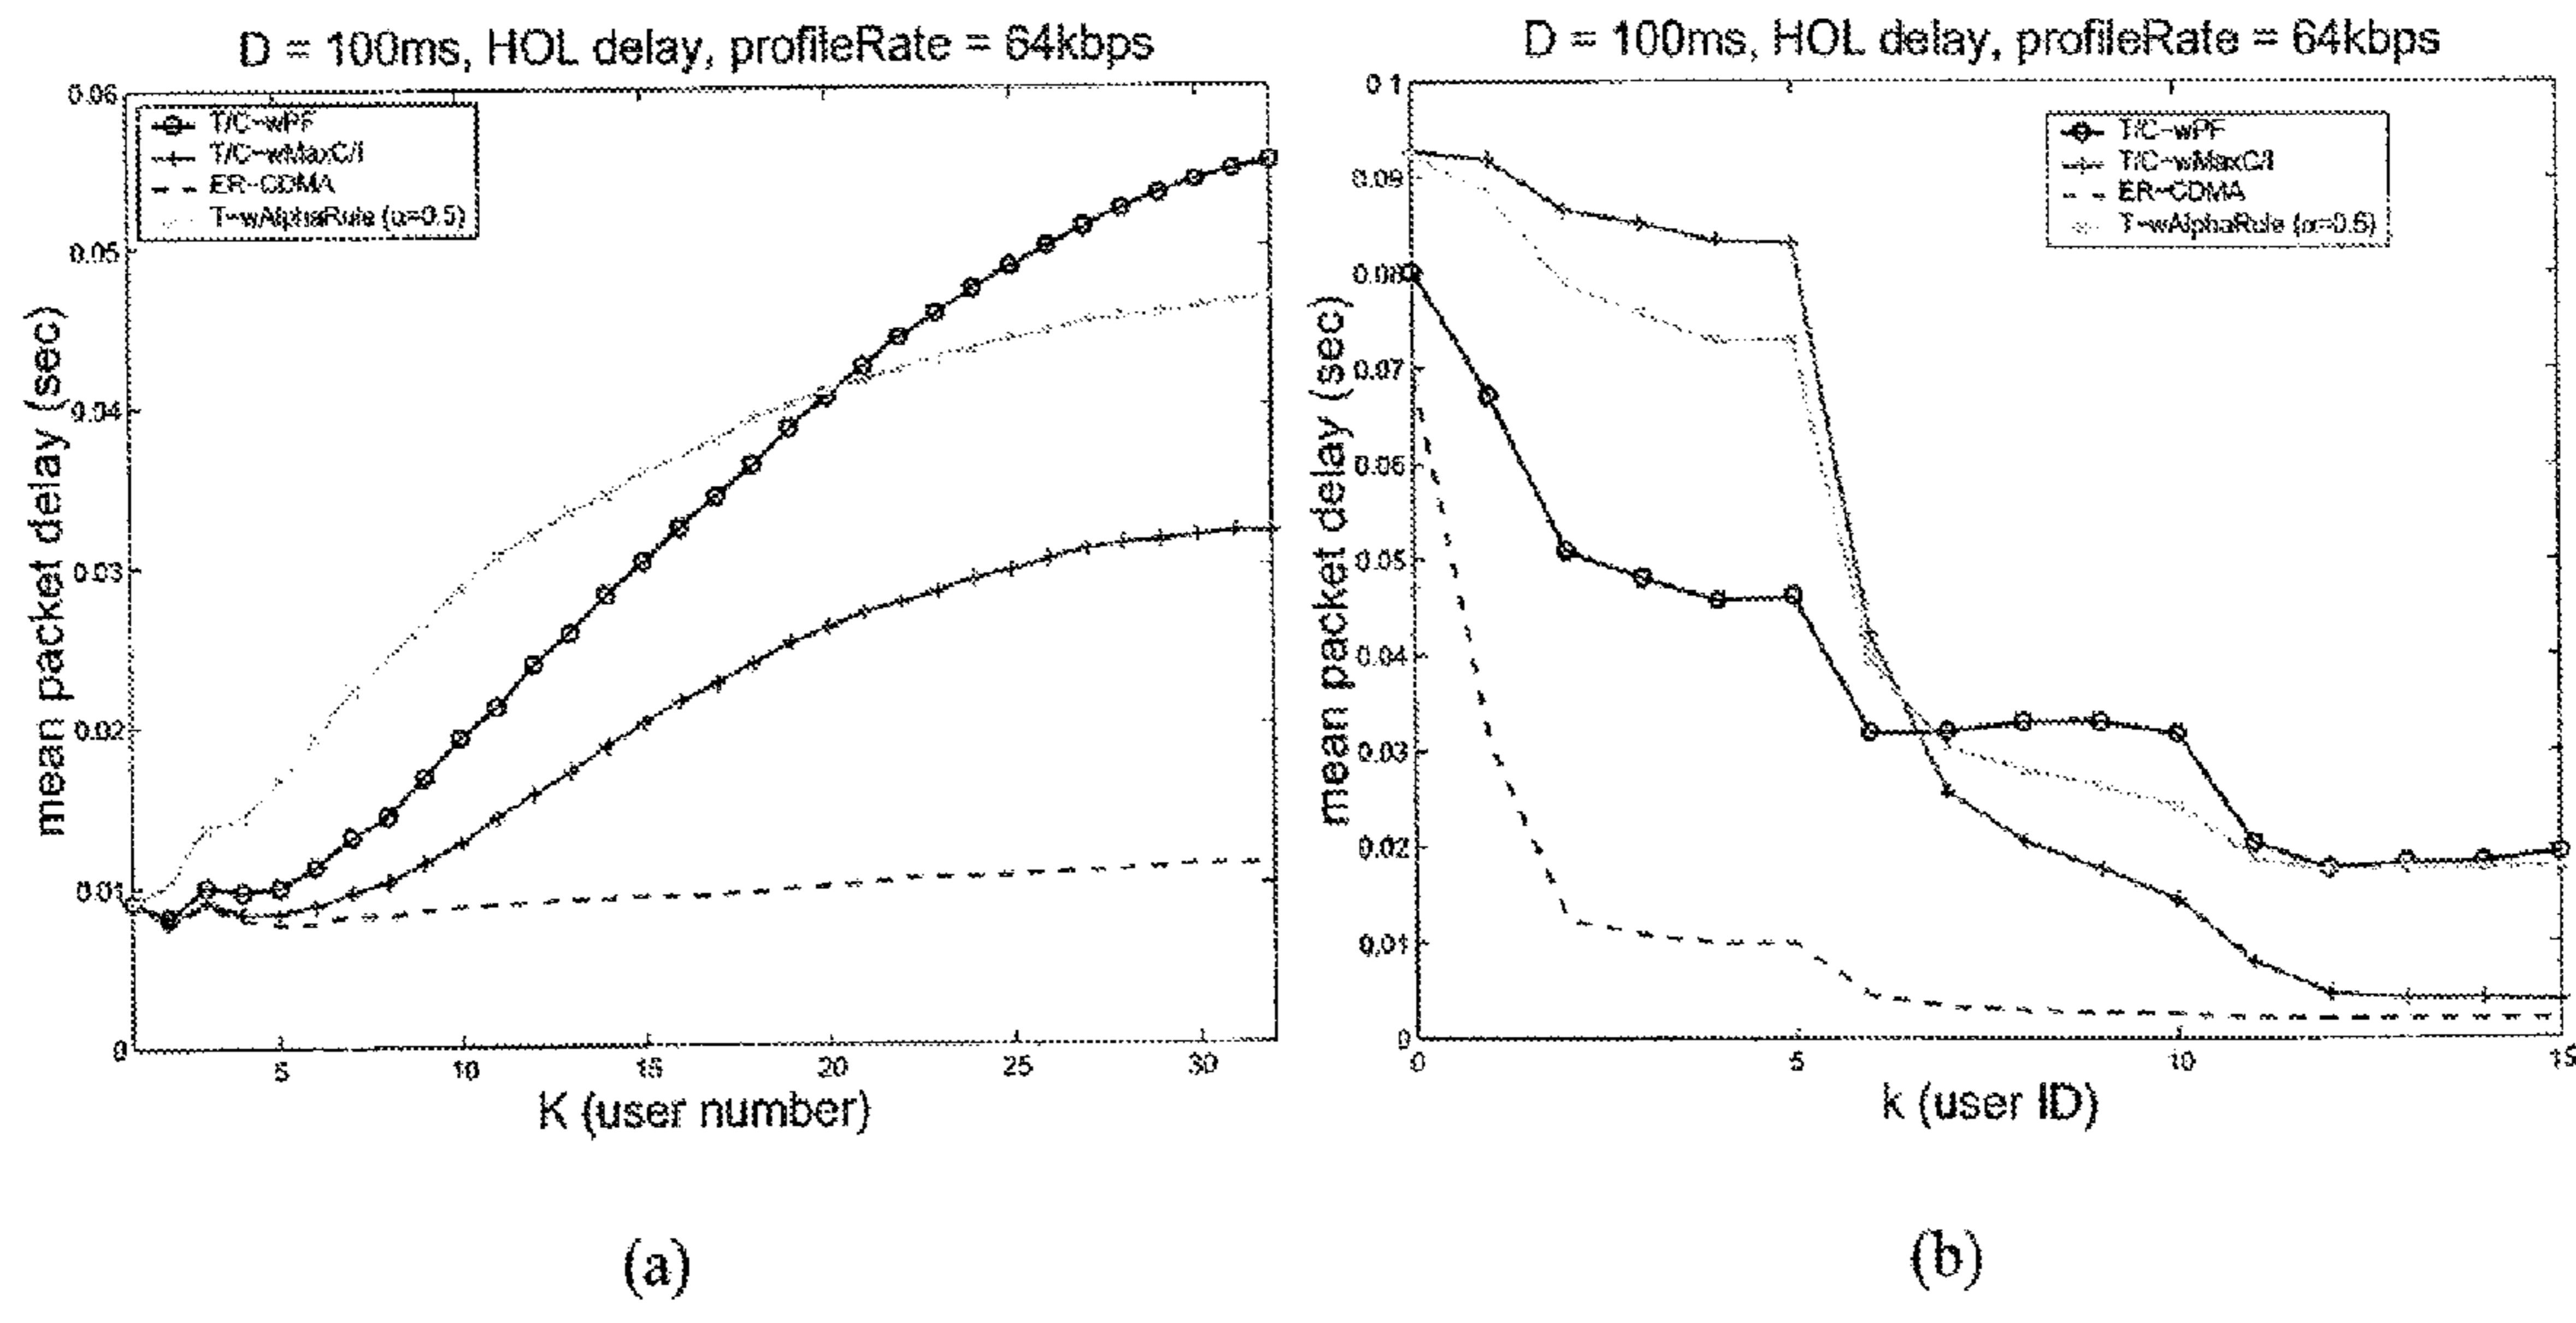 D = 100ms, HOL delay, profileRate = 64kbps
0.06
0.05
0.04
0.03
0.02
0.01
0
mean packet delay (sec)
T/C-wPF
T/C-wMaxC/I
ER-CDMA
T-wAlphaRule (α=0.5)
0
5
10
15
20
25
30
K (user number)
(a)
D = 100ms, HOL delay, profileRate = 64kbps
0.1
0.09
0.08
0.07
0.06
0.05
0.04
0.03
0.02
0.01
0
mean packet delay (sec)
T/C-wPF
T/C-wMaxC/I
ER-CDMA
T-wAlphaRule (α=0.5)
0
5
10
15
k (user ID)
(b)